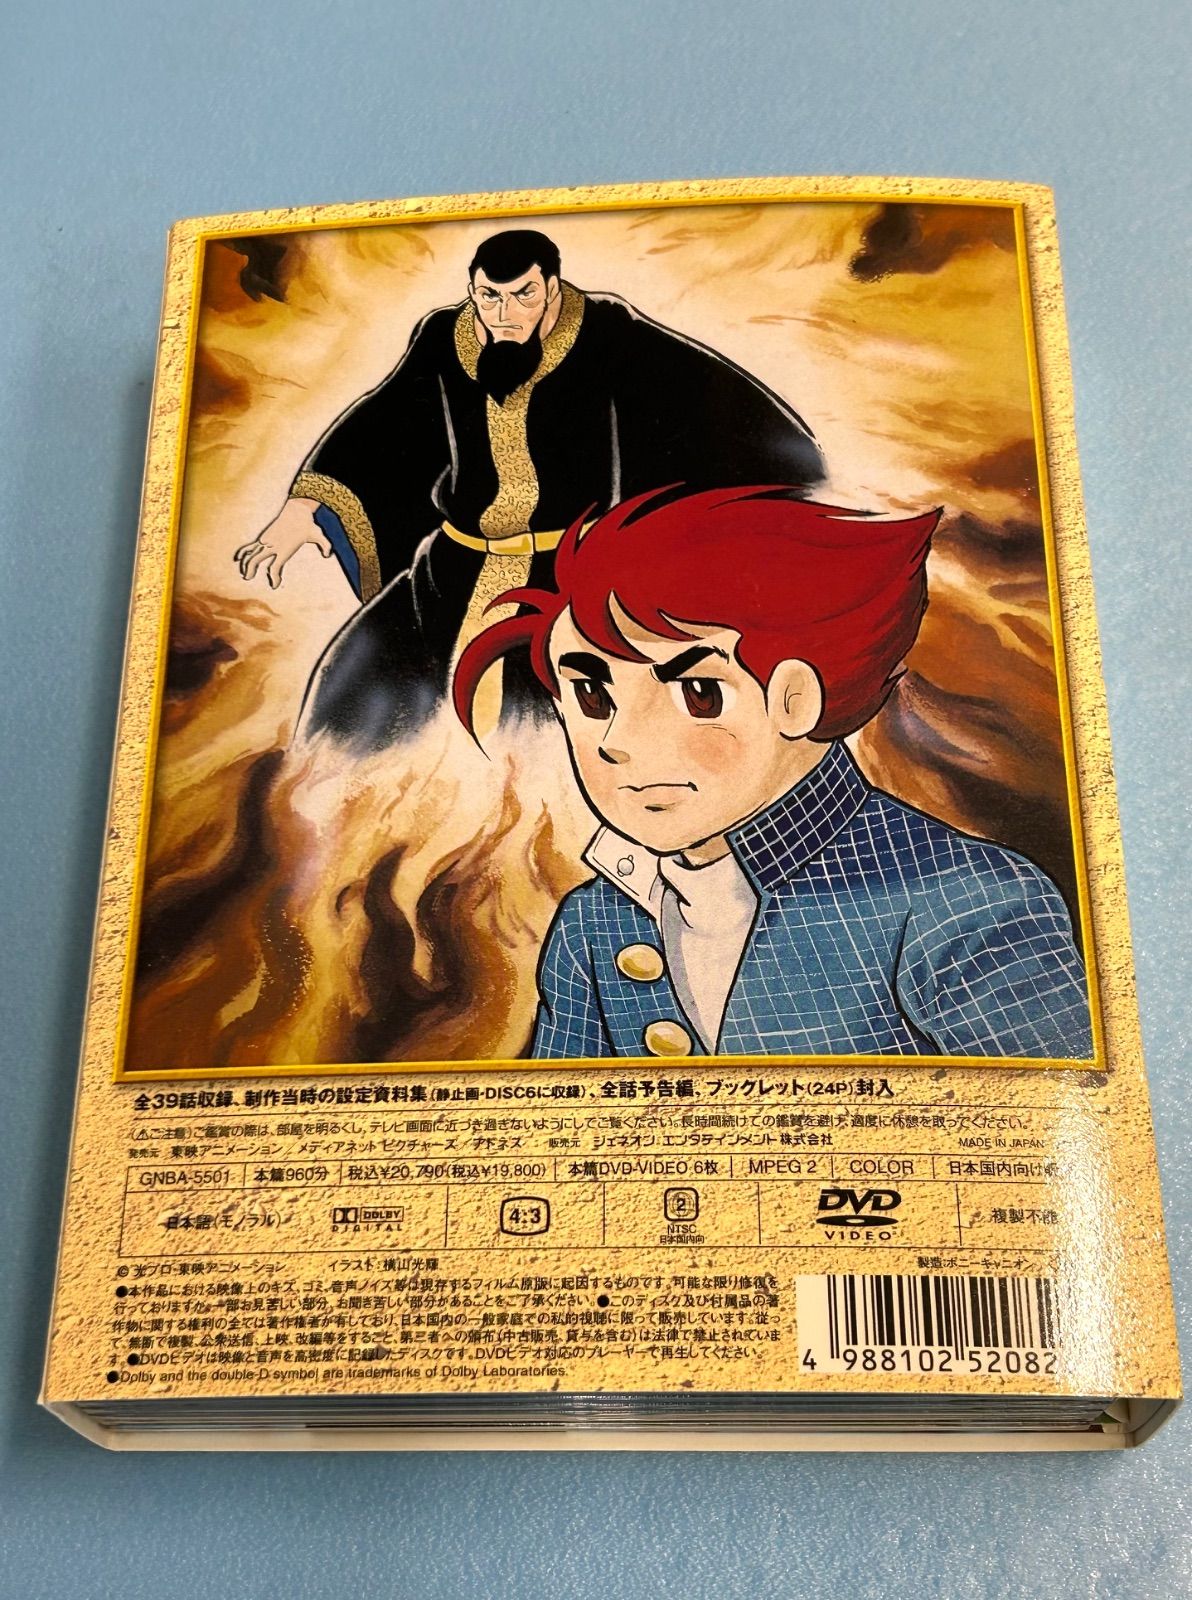 全39話収録、制作当時の設定資料集(静止画・DISC6に収録)、全話予告編、ブックレット(24P)封入
(⚠ご注意)ご鑑賞の際は、部屋を明るくし、テレビ画面に近づき過ぎないようにしてご覧ください。長時間続けての鑑賞を避け、適度に休憩を取ってください。
発売元 東映アニメーション／メディアネット ピクチャーズ／アドネス 販売元 ジェネオン エンタテインメント 株式会社 MADE IN JAPAN
GNBA-5501 本篇960分 税込¥20,790(税込¥19,800) 本篇DVD-VIDEO 6枚 MPEG 2 COLOR 日本国内向け
日本語(モノラル) DOLBY DIGITAL 4:3 2 NTSC 日本国内向 DVD VIDEO 複製不能
© 光プロ・東映アニメーション イラスト:横山光輝 製造:ポニーキャニオン
●本作品における映像上のキズ、ゴミ、音声ノイズ等は現存するフィルム原版に起因するものです。可能な限り修復を
行っておりますが、一部お見苦しい部分、お聞き苦しい部分があることをご了承ください。●このディスク及び付属品の著
作物に関する権利の全ては著作権者が有しており、日本国内の一般家庭での私的視聴に限って販売しています。従っ
て、無断で複製、公衆送信、上映、改編等をすること、第三者への頒布(中古販売、貸与を含む)は法律で禁止されていま
す。●DVDビデオは映像と音声を高密度に記録したディスクです。DVDビデオ対応のプレーヤーで再生してください。
●Dolby and the double-D symbol are trademarks of Dolby Laboratories.
4 988102 52082